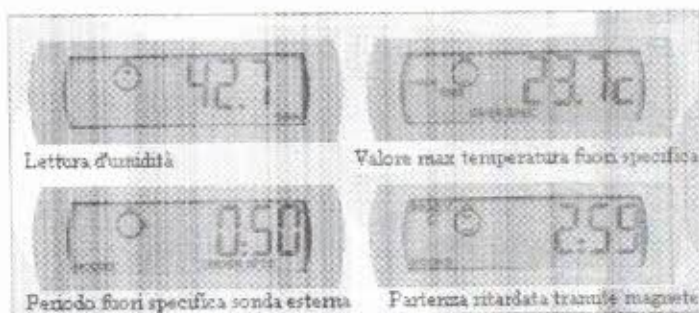 42.7
23.7c
Lettura d'umidità
Valore max temperatura fuori specifica
0:50
2:59
Periodo fuori specifica sonda esterna
Partenza ritardata tramite magnete